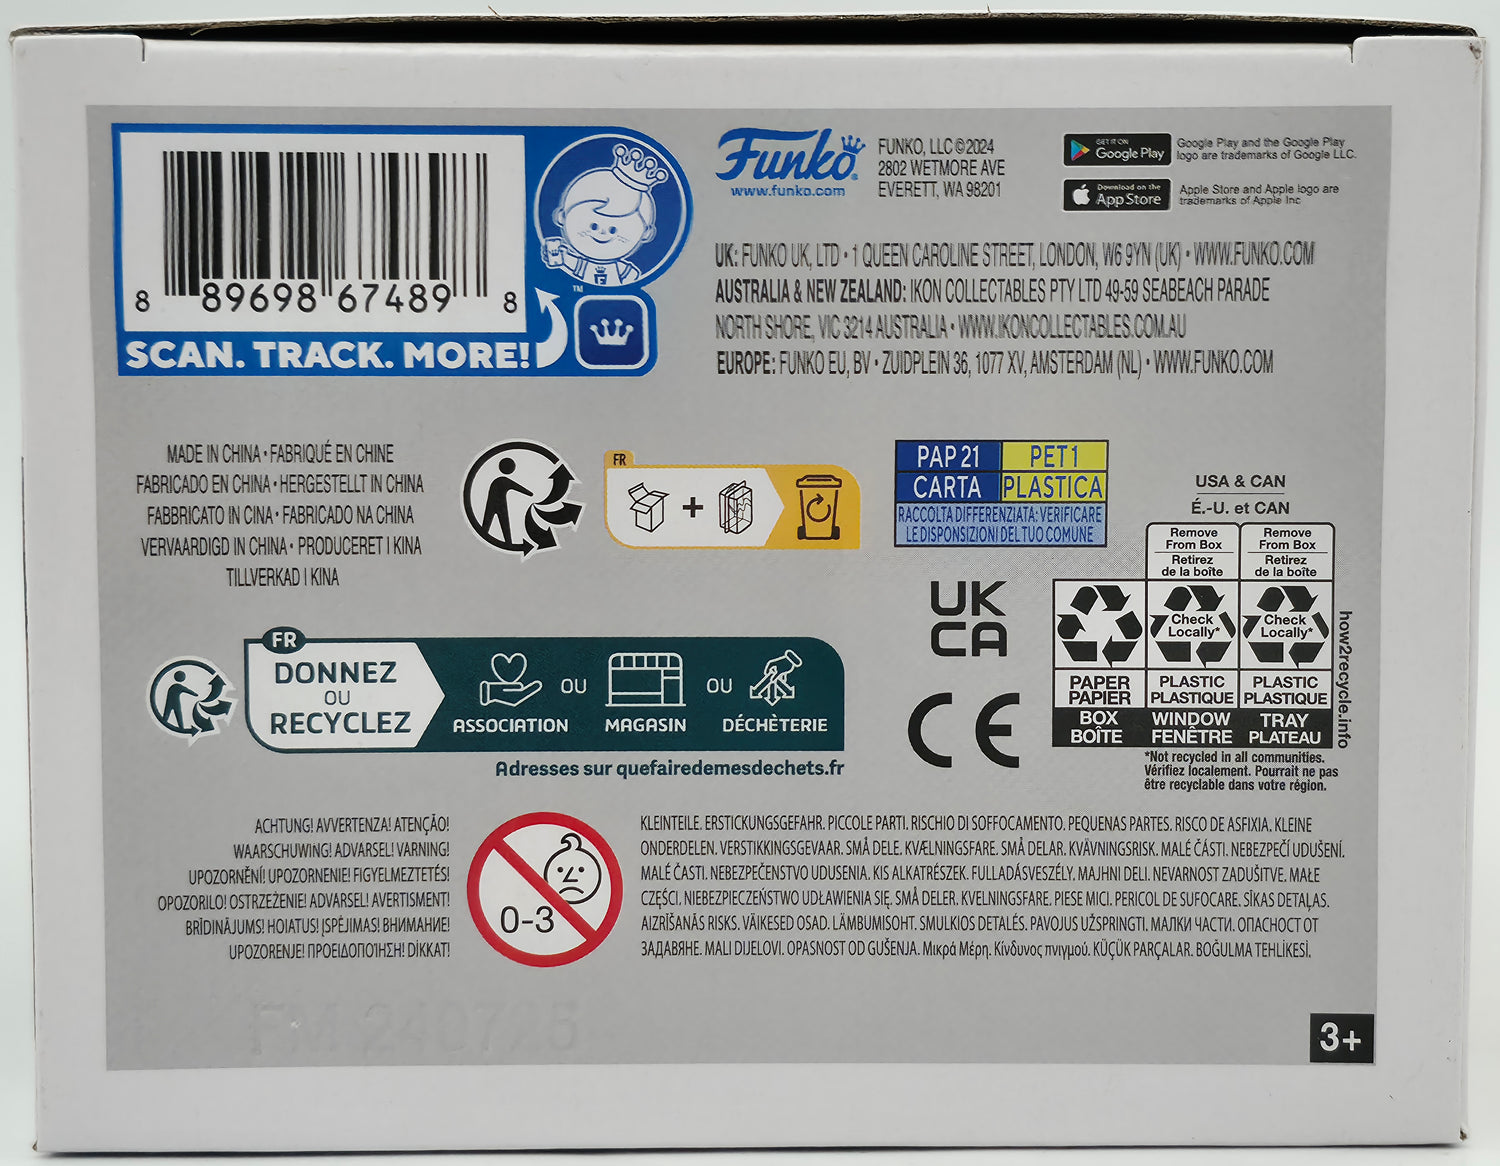 8 89698 67489 8
SCAN. TRACK. MORE!
TM
Funko
www.funko.com
FUNKO, LLC ©2024
2802 WETMORE AVE
EVERETT, WA 98201
GET IT ON
Google Play
Google Play and the Google Play
logo are trademarks of Google LLC.
Download on the
App Store
Apple Store and Apple logo are
trademarks of Apple Inc
UK: FUNKO UK, LTD • 1 QUEEN CAROLINE STREET, LONDON, W6 9YN (UK) • WWW.FUNKO.COM
AUSTRALIA & NEW ZEALAND: IKON COLLECTABLES PTY LTD 49-59 SEABEACH PARADE
NORTH SHORE, VIC 3214 AUSTRALIA • WWW.IKONCOLLECTABLES.COM.AU
EUROPE: FUNKO EU, BV • ZUIDPLEIN 36, 1077 XV, AMSTERDAM (NL) • WWW.FUNKO.COM
MADE IN CHINA • FABRIQUÉ EN CHINE
FABRICADO EN CHINA • HERGESTELLT IN CHINA
FABBRICATO IN CINA • FABRICADO NA CHINA
VERVAARDIGD IN CHINA • PRODUCERET I KINA
TILLVERKAD I KINA
FR
+
PAP 21
PET1
CARTA
PLASTICA
RACCOLTA DIFFERENZIATA: VERIFICARE
LE DISPOSIZIONI DEL TUO COMUNE
USA & CAN
É.-U. et CAN
Remove
From Box
Retirez
de la boîte
Remove
From Box
Retirez
de la boîte
Check
Locally*
Check
Locally*
PAPER
PAPIER
PLASTIC
PLASTIQUE
PLASTIC
PLASTIQUE
BOX
BOÎTE
WINDOW
FENÊTRE
TRAY
PLATEAU
how2recycle.info
*Not recycled in all communities.
Vérifiez localement. Pourrait ne pas
être recyclable dans votre région.
UK
CA
CE
FR
DONNEZ
OU
RECYCLEZ
ASSOCIATION
OU
MAGASIN
OU
DÉCHÈTERIE
Adresses sur quefairedemesdechets.fr
ACHTUNG! AVVERTENZA! ATENÇÃO!
WAARSCHUWING! ADVARSEL! VARNING!
UPOZORNĚNÍ! UPOZORNENIE! FIGYELMEZTETÉS!
OPOZORILO! OSTRZEŻENIE! ADVARSEL! AVERTISMENT!
BRĪDINĀJUMS! HOIATUS! ĮSPĖJIMAS! ВНИМАНИЕ!
UPOZORENJE! ΠΡΟΕΙΔΟΠΟΊΗΣΗ! DİKKAT!
0-3
KLEINTEILE. ERSTICKUNGSGEFAHR. PICCOLE PARTI. RISCHIO DI SOFFOCAMENTO. PEQUENAS PARTES. RISCO DE ASFIXIA. KLEINE
ONDERDELEN. VERSTIKKINGSGEVAAR. SMÅ DELE. KVÆLNINGSFARE. SMÅ DELAR. KVÄVNINGSRISK. MALÉ ČÁSTI. NEBEZPEČÍ UDUŠENÍ.
MALÉ ČASTI. NEBEZPEČENSTVO UDUSENIA. KIS ALKATRÉSZEK. FULLADÁSVESZÉLY. MAJHNI DELI. NEVARNOST ZADUŠITVE. MAŁE
CZĘŚCI. NIEBEZPIECZEŃSTWO UDŁAWIENIA SIĘ. SMÅ DELER. KVELNINGSFARE. PIESE MICI. PERICOL DE SUFOCARE. SĪKAS DETAĻAS.
AIZRĪŠANĀS RISKS. VÄIKESED OSAD. LÄMBUMISOHT. SMULKIOS DETALĖS. PAVOJUS UŽSPRINGTI. МАЛКИ ЧАСТИ. ОПАСНОСТ ОТ
ЗАДАВЯНЕ. MALI DIJELOVI. OPASNOST OD GUŠENJA. Μικρά Μέρη. Κίνδυνος πνιγμού. KÜÇÜK PARÇALAR. BOĞULMA TEHLİKESİ.
FM 240725
3+